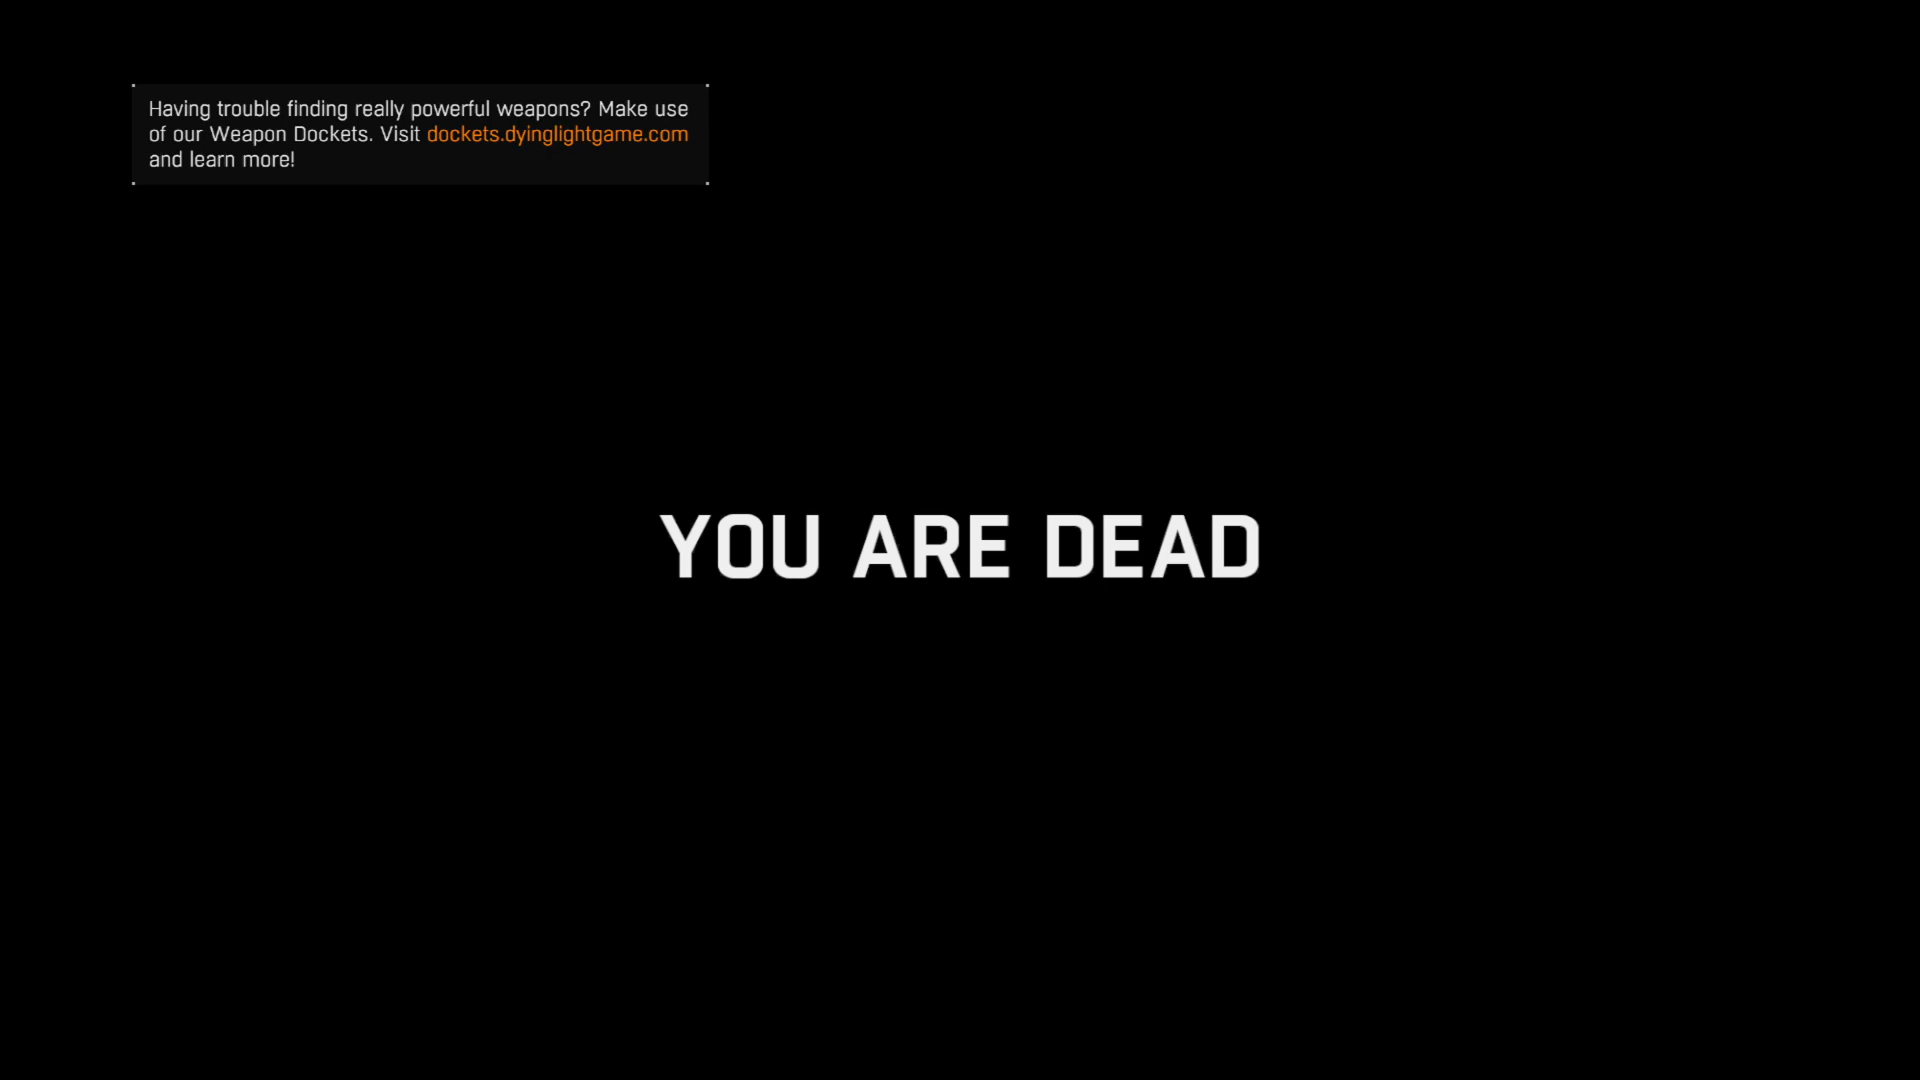 Having trouble finding really powerful weapons? Make use
of our Weapon Dockets. Visit dockets.dyinglightgame.com
and learn more!
YOU ARE DEAD